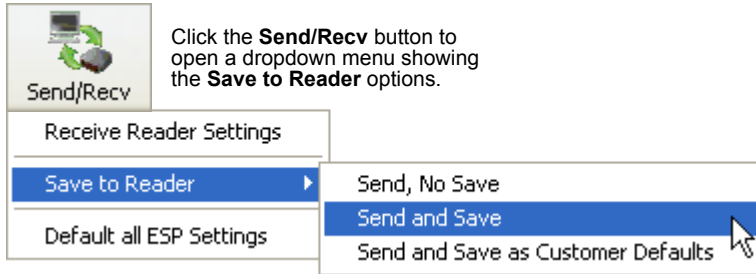 Click the Send/Recv button to
open a dropdown menu showing
the Save to Reader options.
Send/Recv
Receive Reader Settings
Save to Reader
Default all ESP Settings
Send, No Save
Send and Save
Send and Save as Customer Defaults